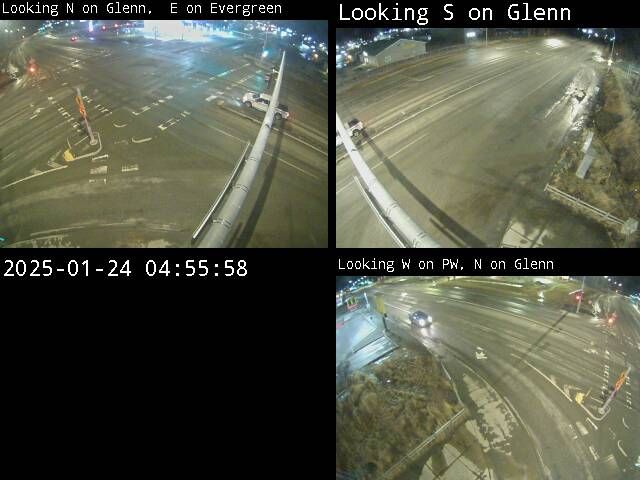 Looking N on Glenn,  E on Evergreen
Looking S on Glenn
2025-01-24 04:55:58
Looking W on PW, N on Glenn